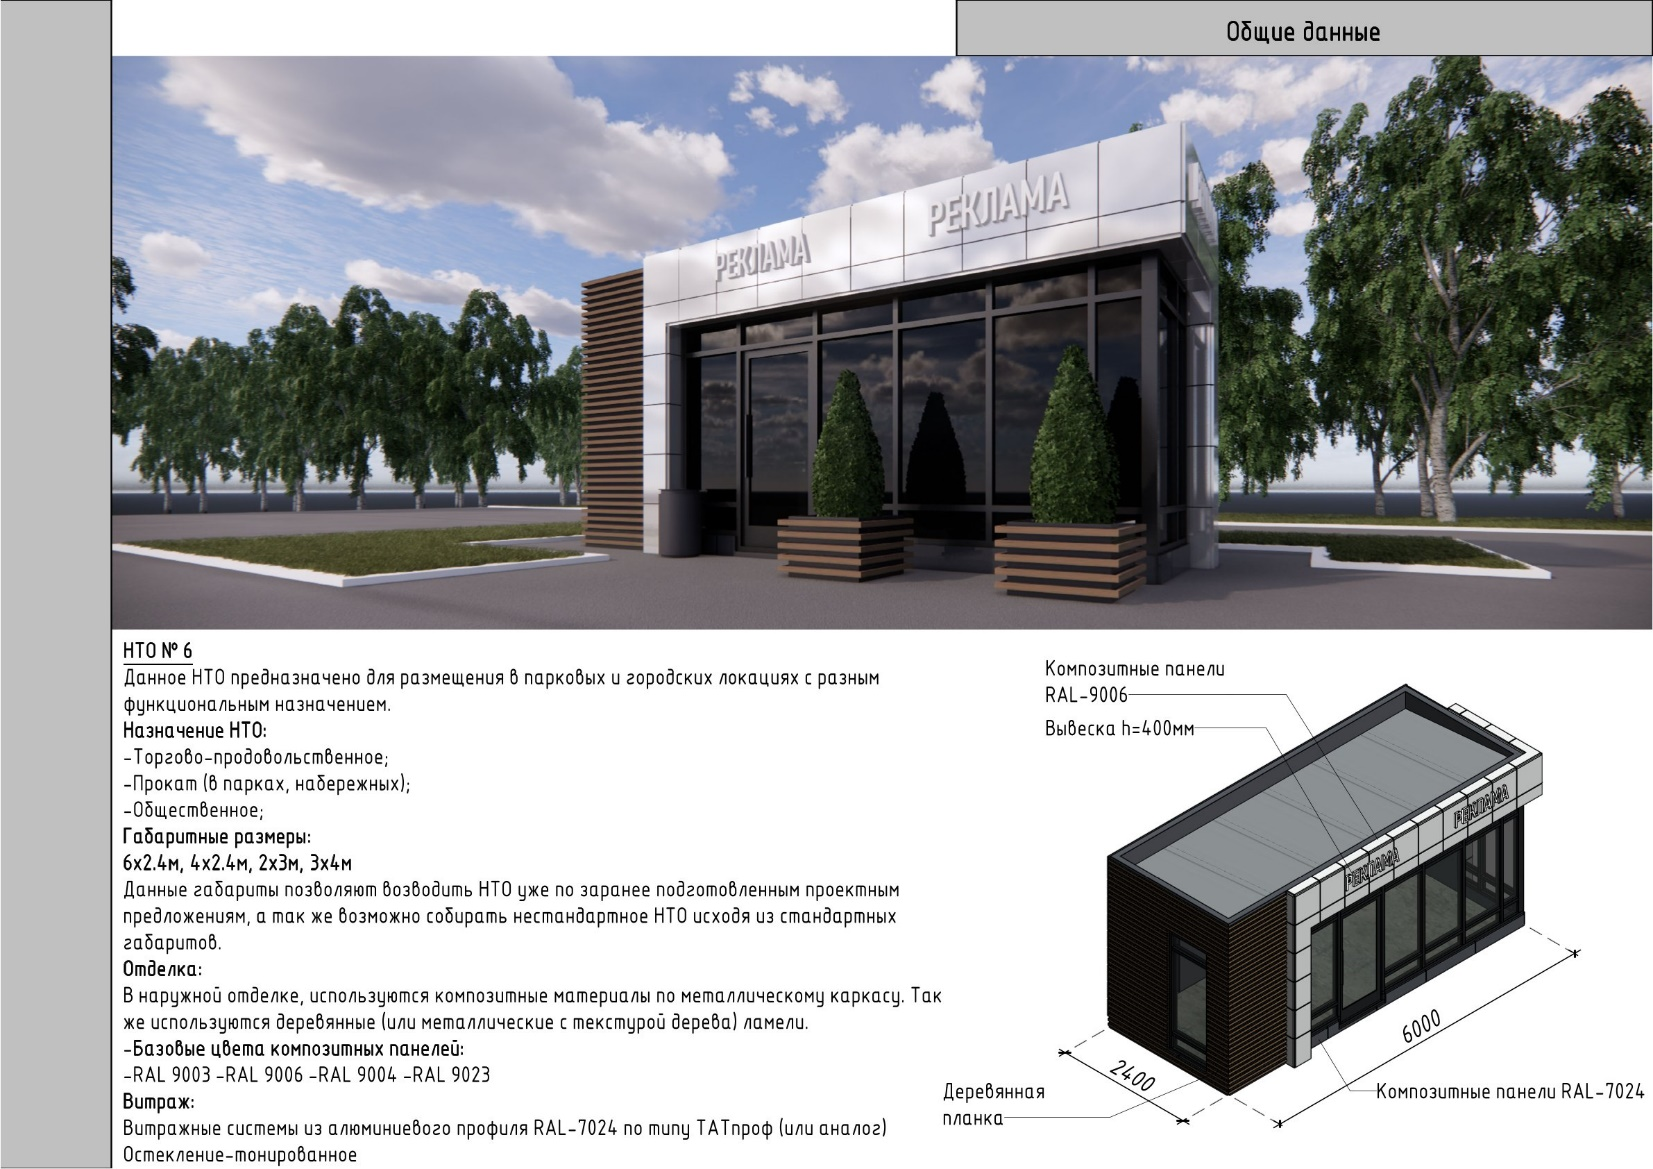 Общие данные
РЕКЛАМА
РЕКЛАМА
НТО № 6
Данное НТО предназначено для размещения в парковых и городских локациях с разным
функциональным назначением.
Назначение НТО:
-Торгово-продовольственное;
-Прокат (в парках, набережных);
-Общественное;
Габаритные размеры:
6х2.4м, 4х2.4м, 2х3м, 3х4м
Данные габариты позволяют возводить НТО уже по заранее подготовленным проектным
предложениям, а так же возможно собирать нестандартное НТО исходя из стандартных
габаритов.
Отделка:
В наружной отделке, используются композитные материалы по металлическому каркасу. Так
же используются деревянные (или металлические с текстурой дерева) ламели.
-Базовые цвета композитных панелей:
-RAL 9003 -RAL 9006 -RAL 9004 -RAL 9023
Витраж:
Витражные системы из алюминиевого профиля RAL-7024 по типу ТАТпроф (или аналог)
Остекление-тонированное
Композитные панели
RAL-9006
Вывеска h=400мм
РЕКЛАМА
РЕКЛАМА
6000
2400
Деревянная
планка
Композитные панели RAL-7024